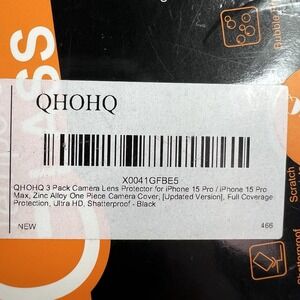 QHOHQ
X0041GFBE5
QHOHQ 3 Pack Camera Lens Protector for iPhone 15 Pro / iPhone 15 Pro
Max, Zinc Alloy One Piece Camera Cover, [Updated Version], Full Coverage
Protection, Ultra HD, Shatterproof - Black
NEW
466
ASS
Bubble
Scratch